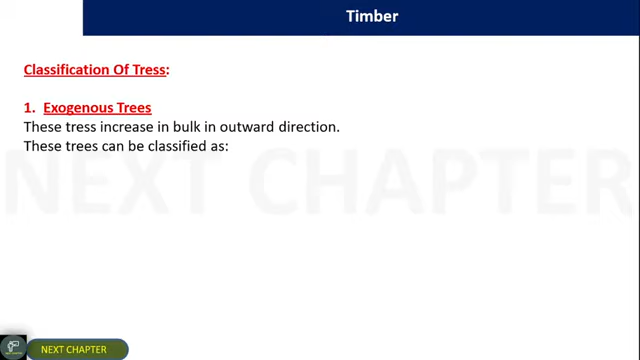 Timber
Classification Of Tress:
1. Exogenous Trees
These tress increase in bulk in outward direction.
These trees can be classified as:
NEXT CHAPTER
NEXT CHAPTER